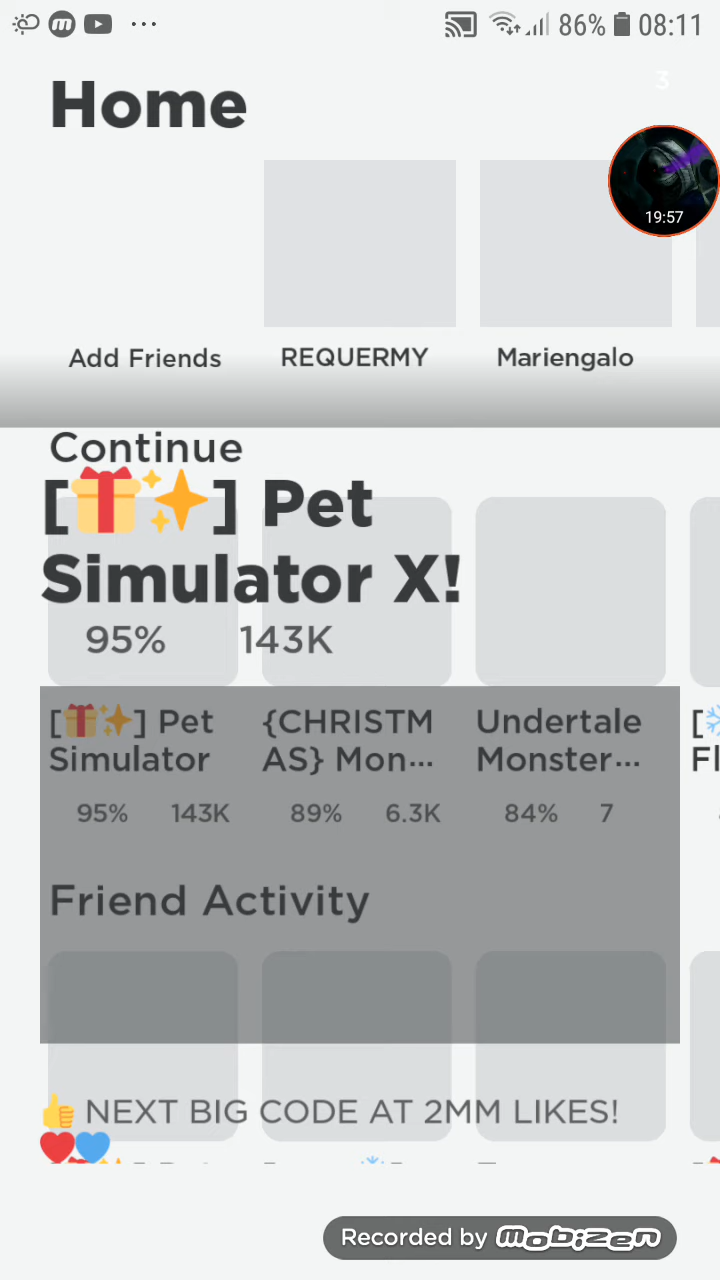 86% 08:11
3
Home
19:57
Add Friends REQUERMY Mariengalo
Continue
[🎁✨] Pet
Simulator X!
95% 143K
[🎁✨] Pet
Simulator
95% 143K
{CHRISTM
AS} Mon...
89% 6.3K
Undertale
Monster...
84% 7
[❄
Fl
Friend Activity
👍 NEXT BIG CODE AT 2MM LIKES!
❤️💙
Recorded by mobizen